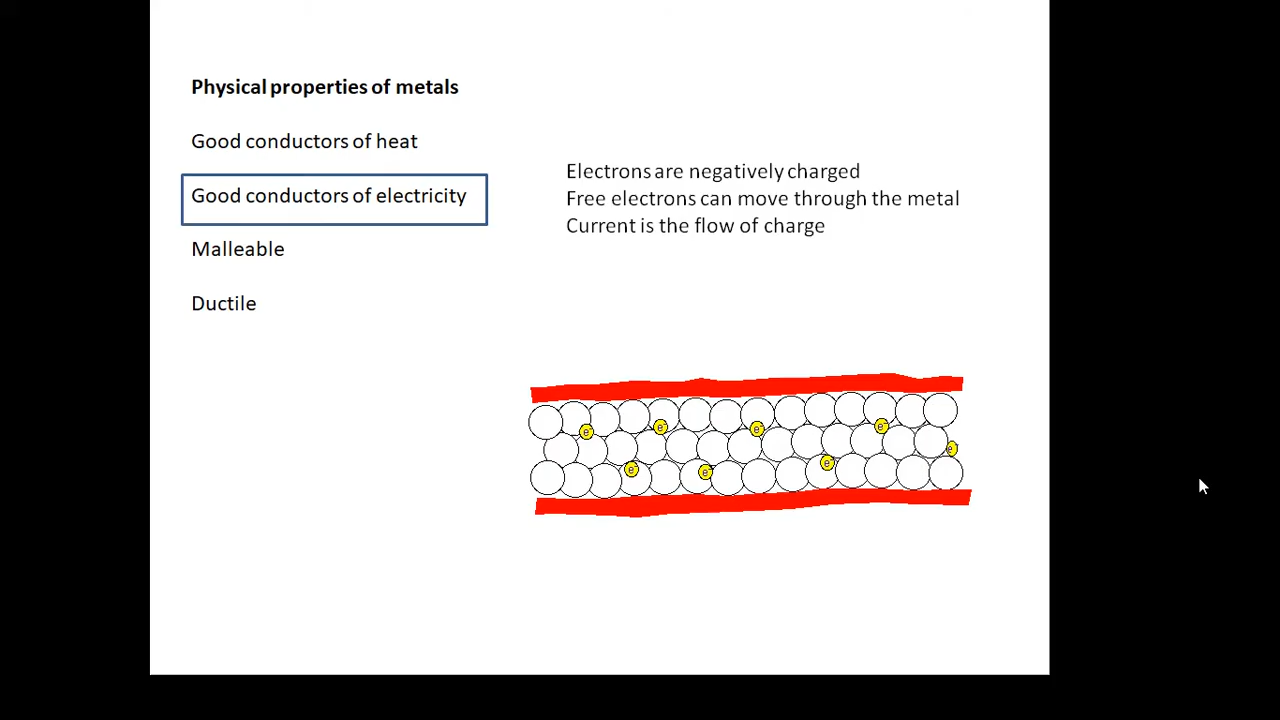 Physical properties of metals
Good conductors of heat
Good conductors of electricity
Malleable
Ductile
Electrons are negatively charged
Free electrons can move through the metal
Current is the flow of charge
e⁻
e⁻
e⁻
e⁻
e⁻
e⁻
e⁻
e⁻